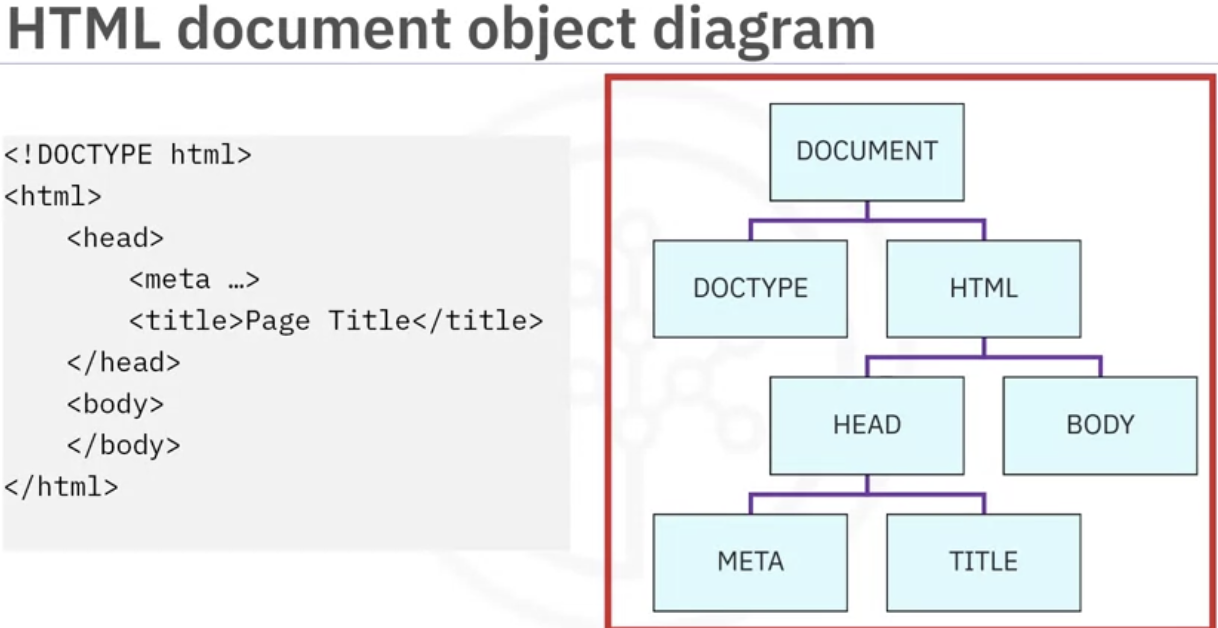 HTML document object diagram
<!DOCTYPE html>
<html>
<head>
<meta …>
<title>Page Title</title>
</head>
<body>
</body>
</html>
DOCUMENT
DOCTYPE HTML
HEAD BODY
META TITLE